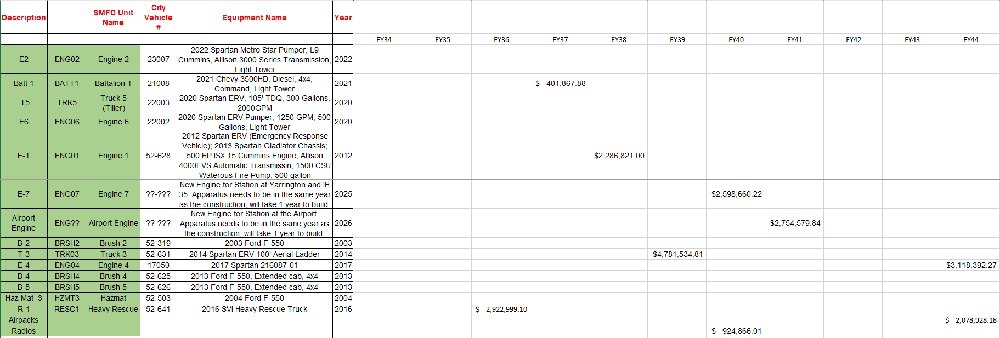 Description SMFD Unit Name City Vehicle # Equipment Name Year
FY34 FY35 FY36 FY37 FY38 FY39 FY40 FY41 FY42 FY43 FY44
E2 ENG02 Engine 2 23007 2022 Spartan Metro Star Pumper, L9
Cummins, Allison 3000 Series Transmission,
Light Tower 2022
Batt 1 BATT1 Battalion 1 21008 2021 Chevy 3500HD, Diesel, 4x4,
Command, Light Tower 2021 $ 401,867.88
T5 TRK5 Truck 5
(Tiller) 22003 2020 Spartan ERV, 105' TDQ, 300 Gallons,
2000GPM 2020
E6 ENG06 Engine 6 22002 2020 Spartan ERV Pumper, 1250 GPM, 500
Gallons, Light Tower 2020
E-1 ENG01 Engine 1 52-628 2012 Spartan ERV (Emergency Response
Vehicle); 2013 Spartan Gladiator Chassis;
500 HP ISX 15 Cummins Engine; Allison
4000EVS Automatic Transmissin; 1500 CSU
Waterous Fire Pump; 500 gallon 2012 $2,286,821.00
E-7 ENG07 Engine 7 ??-??? New Engine for Station at Yarrington and IH
35. Apparatus needs to be in the same year
as the construction, will take 1 year to build. 2025 $2,598,660.22
Airport
Engine ENG?? Airport Engine ??-??? New Engine for Station at the Airport.
Apparatus needs to be in the same year as
the construction, will take 1 year to build. 2026 $2,754,579.84
B-2 BRSH2 Brush 2 52-319 2003 Ford F-550 2003
T-3 TRK03 Truck 3 52-631 2014 Spartan ERV 100' Aerial Ladder 2014 $4,781,534.81
E-4 ENG04 Engine 4 17050 2017 Spartan 216087-01 2017 $3,118,392.27
B-4 BRSH4 Brush 4 52-625 2013 Ford F-550, Extended cab, 4x4 2013
B-5 BRSH5 Brush 5 52-626 2013 Ford F-550, Extended cab, 4x4 2013
Haz-Mat 3 HZMT3 Hazmat 52-503 2004 Ford F-550 2004
R-1 RESC1 Heavy Rescue 52-641 2016 SVI Heavy Rescue Truck 2016 $ 2,922,999.10
Airpacks $ 2,078,928.18
Radios $ 924,866.01